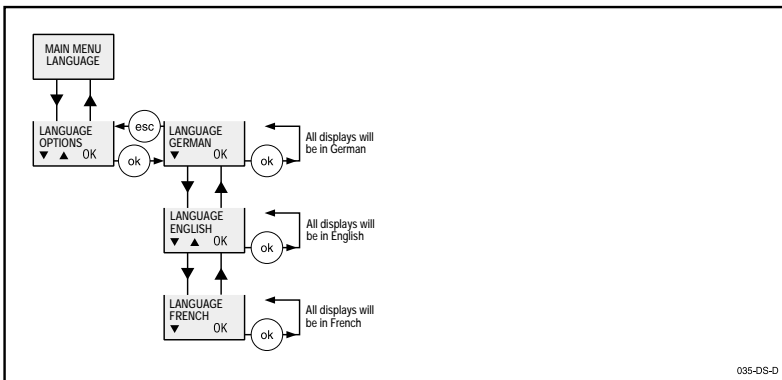 MAIN MENU
LANGUAGE
LANGUAGE
OPTIONS
▼ ▲ OK
esc
ok
LANGUAGE
GERMAN
▼ OK
ok
All displays will
be in German
LANGUAGE
ENGLISH
▼ ▲ OK
ok
All displays will
be in English
LANGUAGE
FRENCH
▼ OK
ok
All displays will
be in French
035-DS-D